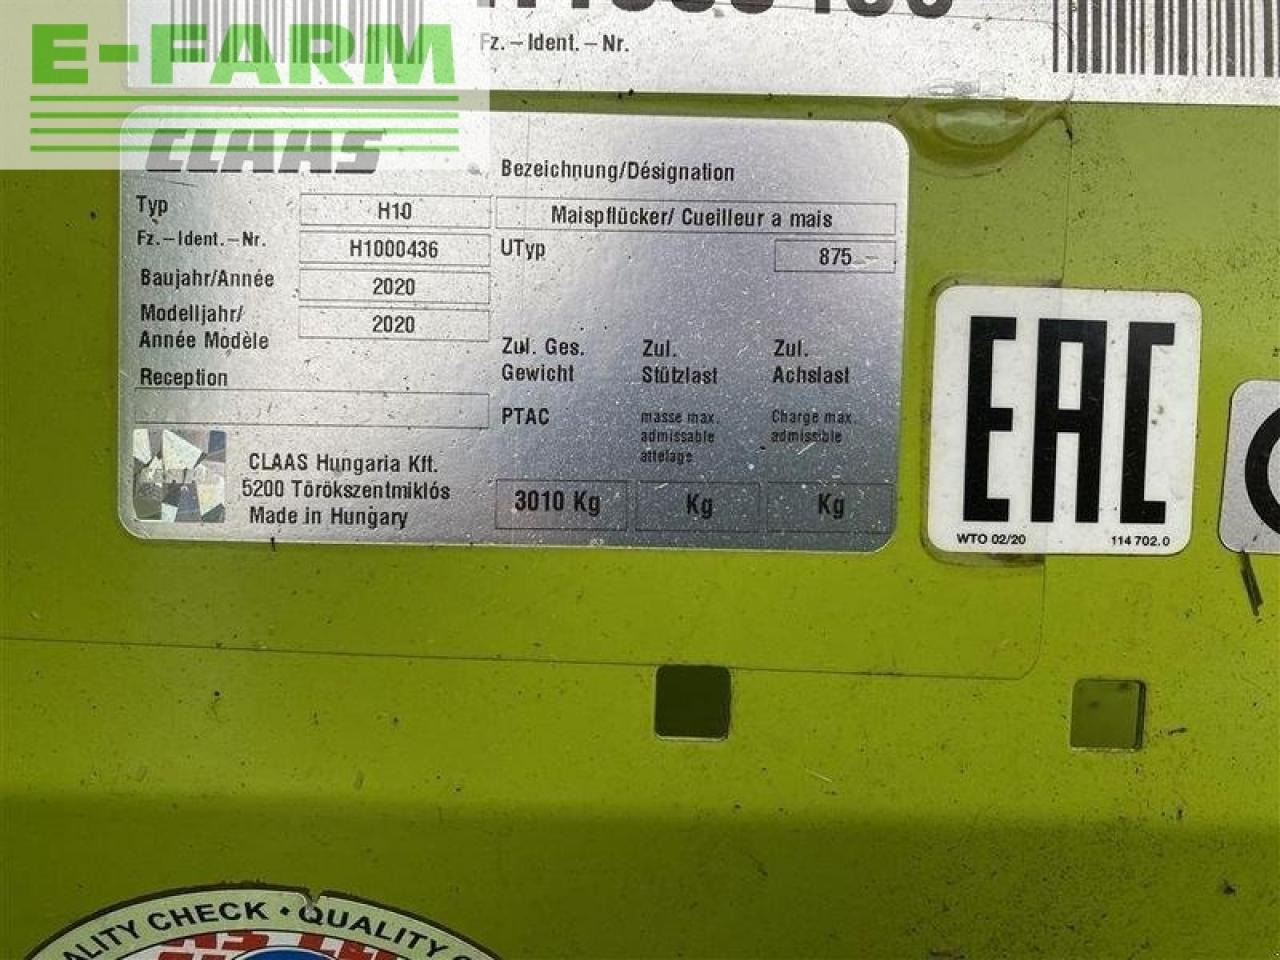 E-FARM
Fz.-Ident.-Nr.
CLAAS
Bezeichnung/Désignation
Typ H10 Maispflücker/ Cueilleur a mais
Fz.-Ident.-Nr. H1000436 UTyp 875
Baujahr/Année 2020
Modelljahr/
Année Modèle 2020
Reception
Zul. Ges.
Gewicht
PTAC
3010 Kg
Zul.
Stützlast
masse max.
admissable
attelage
Kg
Zul.
Achslast
Charge max.
admissible
Kg
CLAAS Hungaria Kft.
5200 Törökszentmiklós
Made in Hungary
EAC
WTO 02/20 114 702.0
QUALITY CHECK · QUALITY